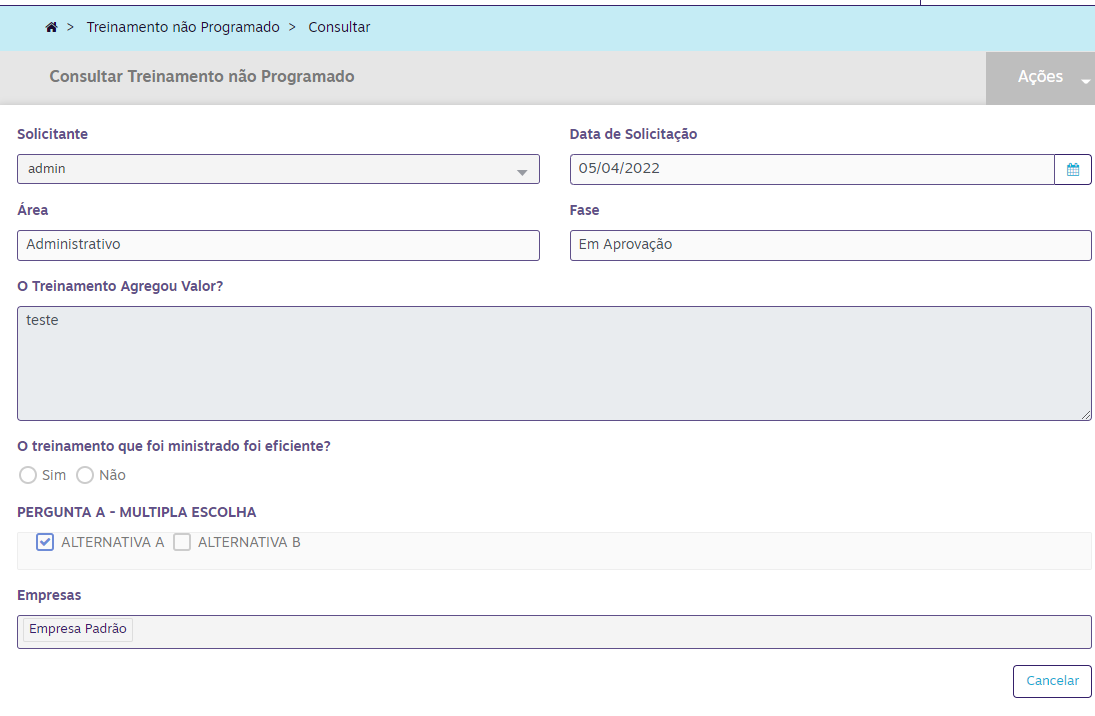 > Treinamento não Programado > Consultar
Consultar Treinamento não Programado
Ações
Solicitante
Data de Solicitação
admin
05/04/2022
Área
Fase
Administrativo
Em Aprovação
O Treinamento Agregou Valor?
teste
O treinamento que foi ministrado foi eficiente?
Sim Não
PERGUNTA A - MULTIPLA ESCOLHA
ALTERNATIVA A ALTERNATIVA B
Empresas
Empresa Padrão
Cancelar